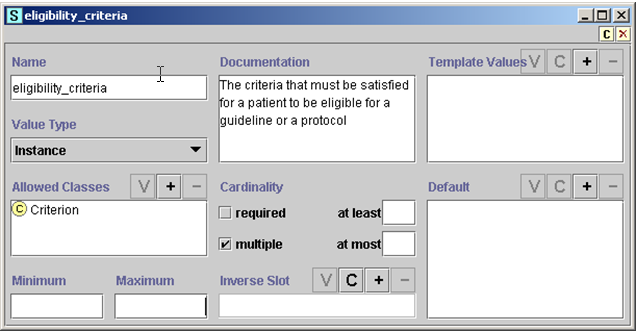 S eligibility_criteria
C
Name
eligibility_criteria
Documentation
The criteria that must be satisfied
for a patient to be eligible for a
guideline or a protocol
Template Values V C + −
Value Type
Instance
Allowed Classes V + −
C Criterion
Cardinality
required at least
multiple at most
Default V C + −
Minimum
Maximum
Inverse Slot V C + −